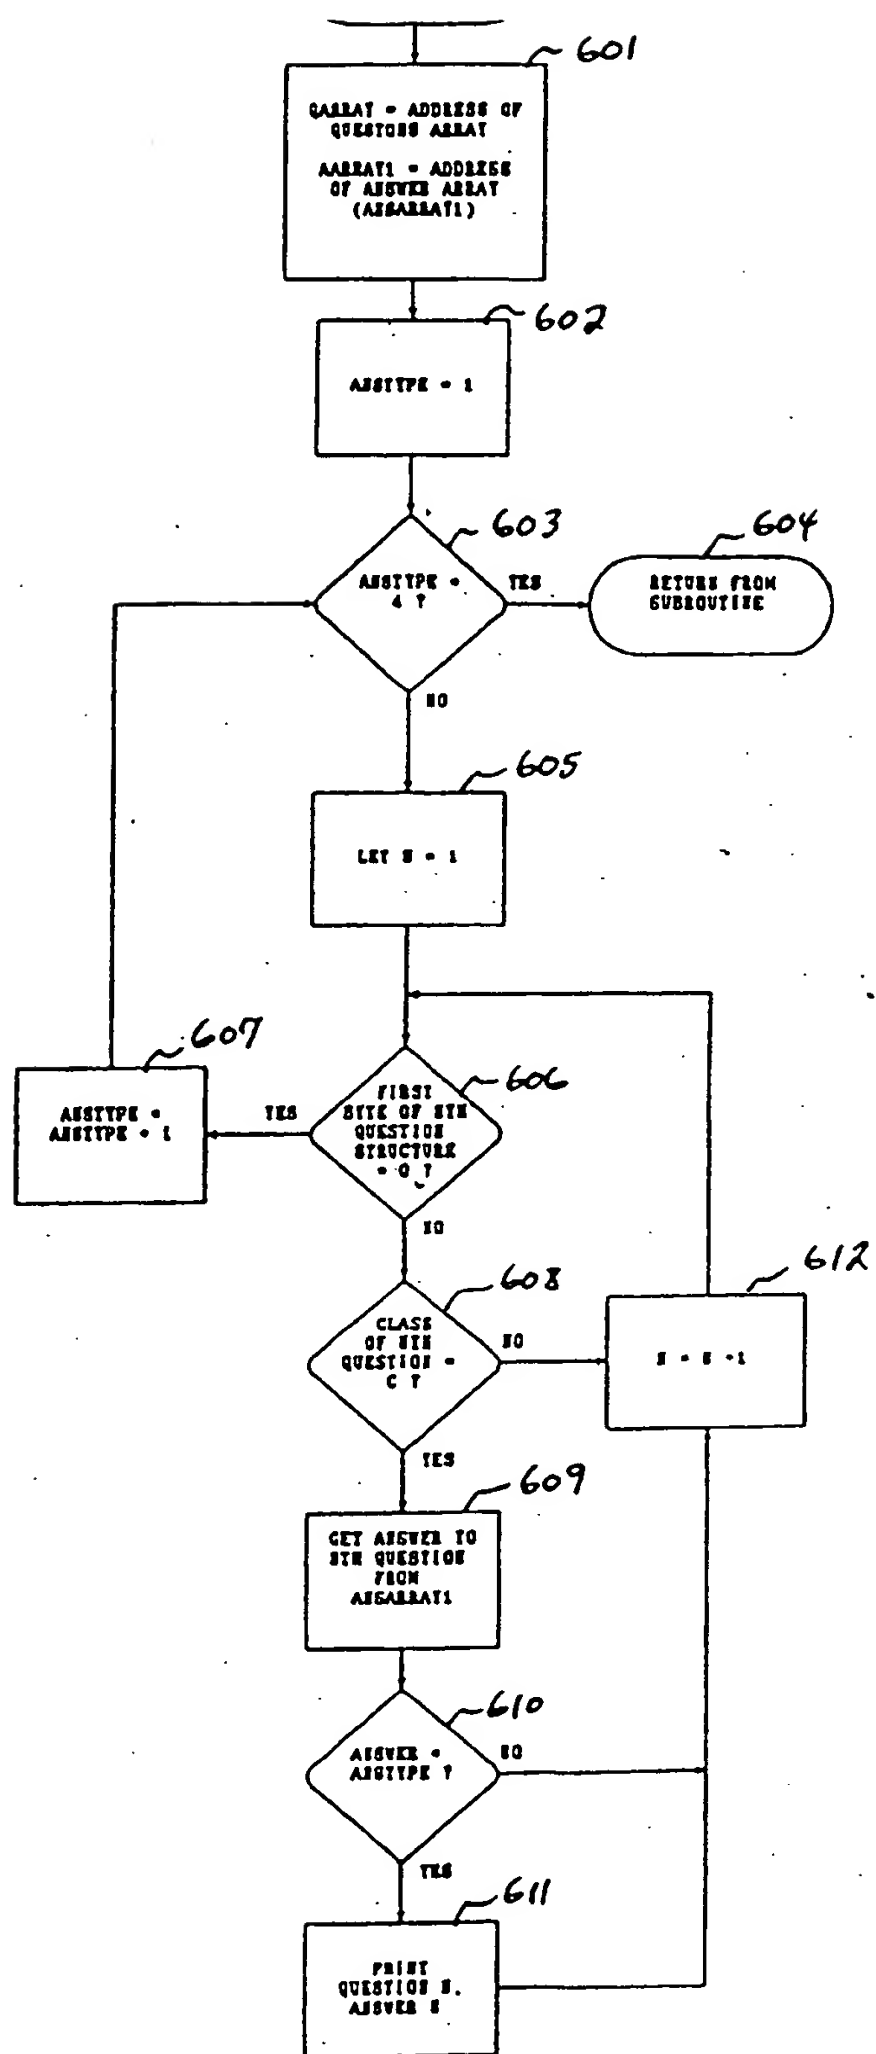 601
QARRAY = ADDRESS OF
QUESTONS ARRAY
AARRAY1 = ADDRESS
OF ANSWER ARRAY
(ANSARRAY1)
602
ANSTYPE = 1
603
ANSTYPE =
4 ?
YES
604
RETURN FROM
SUBROUTINE
NO
605
LET N = 1
607
ANSTYPE =
ANSTYPE + 1
YES
606
FIRST
BYTE OF NTH
QUESTION
STRUCTURE
= 0 ?
NO
608
CLASS
OF NTH
QUESTION =
C ?
NO
612
N = N +1
YES
609
GET ANSWER TO
NTH QUESTION
FROM
ANSARRAY1
610
ANSWER =
ANSTYPE ?
NO
YES
611
PRINT
QUESTION N,
ANSWER N